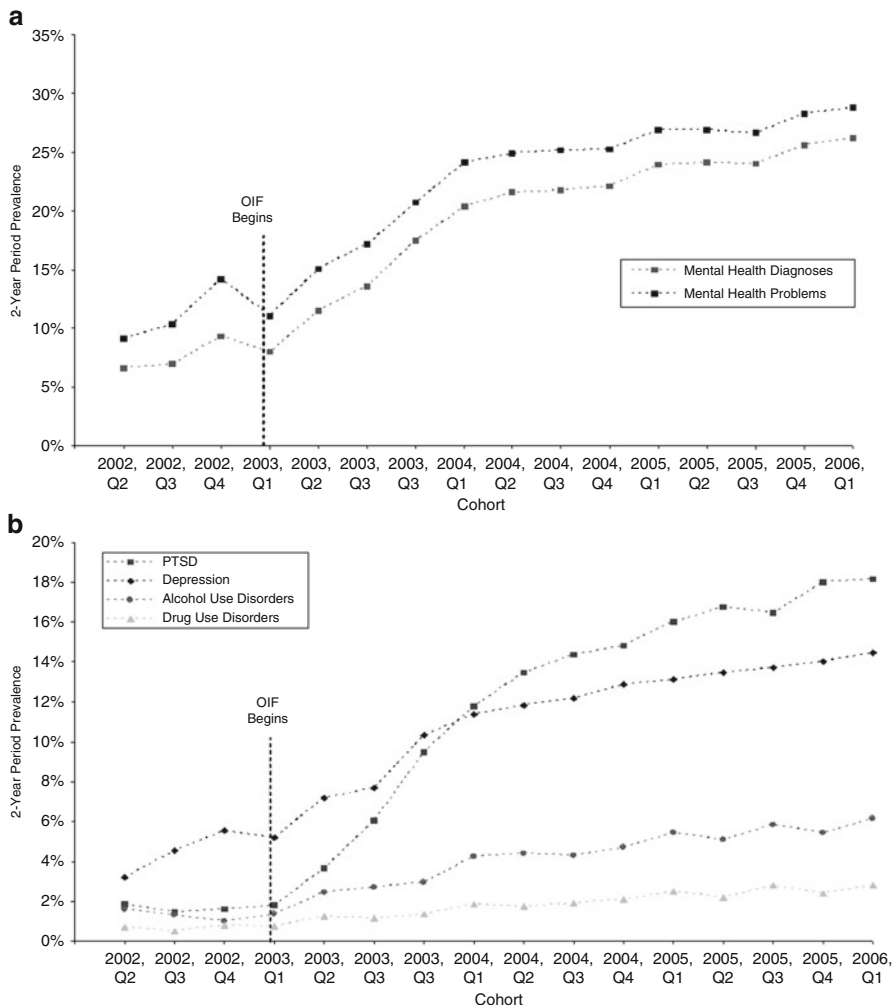 a
35%
30%
25%
20%
15%
10%
5%
0%
2-Year Period Prevalence
OIF
Begins
Mental Health Diagnoses
Mental Health Problems
2002, 2002, 2002, 2003, 2003, 2003, 2003, 2004, 2004, 2004, 2004, 2005, 2005, 2005, 2005, 2006,
Q2 Q3 Q4 Q1 Q2 Q3 Q3 Q1 Q2 Q3 Q4 Q1 Q2 Q3 Q4 Q1
Cohort
b
20%
18%
16%
14%
12%
10%
8%
6%
4%
2%
0%
2-Year Period Prevalence
PTSD
Depression
Alcohol Use Disorders
Drug Use Disorders
OIF
Begins
2002, 2002, 2002, 2003, 2003, 2003, 2003, 2004, 2004, 2004, 2004, 2005, 2005, 2005, 2005, 2006,
Q2 Q3 Q4 Q1 Q2 Q3 Q3 Q1 Q2 Q3 Q4 Q1 Q2 Q3 Q4 Q1
Cohort